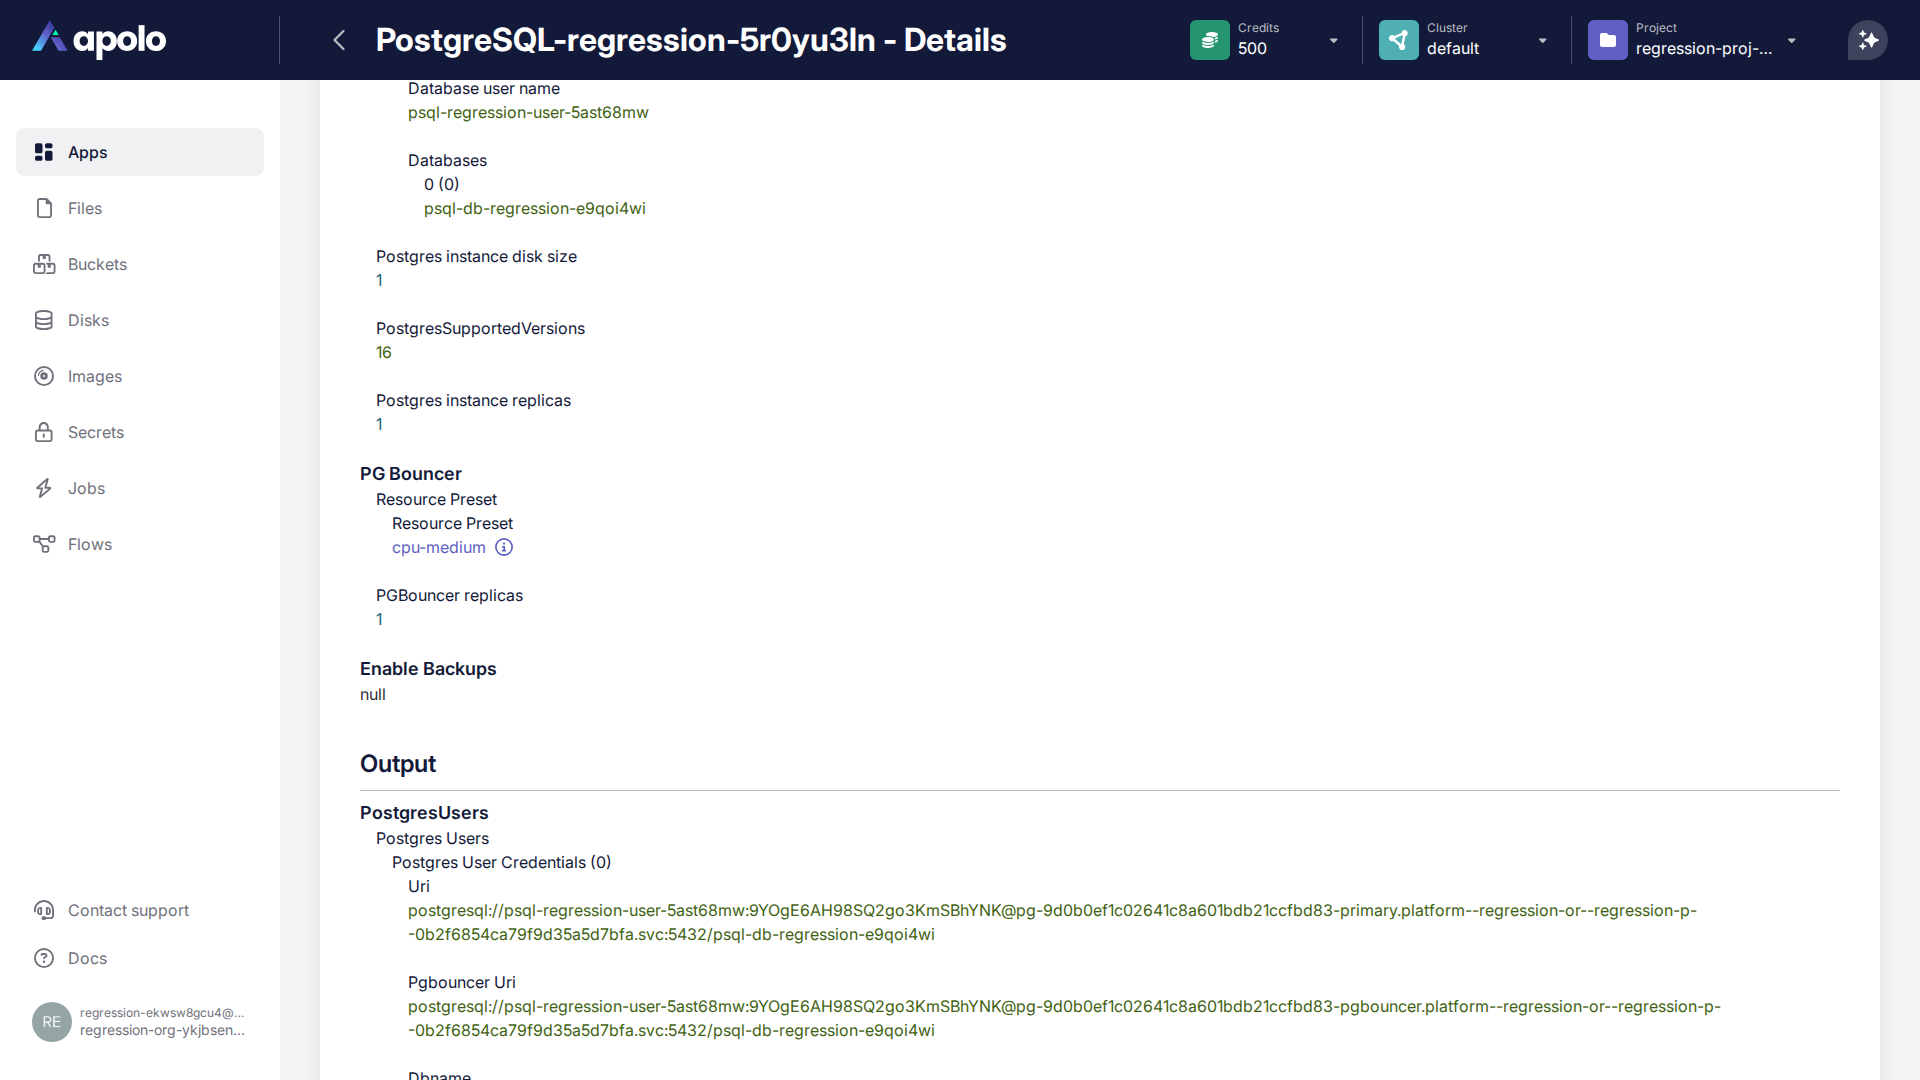 apolo
PostgreSQL-regression-5r0yu3ln - Details
Credits
500
Cluster
default
Project
regression-proj-...
Apps
Files
Buckets
Disks
Images
Secrets
Jobs
Flows
Contact support
Docs
RE
regression-ekwsw8gcu4@...
regression-org-ykjbsen...
Database user name
psql-regression-user-5ast68mw
Databases
0 (0)
psql-db-regression-e9qoi4wi
Postgres instance disk size
1
PostgresSupportedVersions
16
Postgres instance replicas
1
PG Bouncer
Resource Preset
Resource Preset
cpu-medium
PGBouncer replicas
1
Enable Backups
null
Output
PostgresUsers
Postgres Users
Postgres User Credentials (0)
Uri
postgresql://psql-regression-user-5ast68mw:9YOgE6AH98SQ2go3KmSBhYNK@pg-9d0b0ef1c02641c8a601bdb21ccfbd83-primary.platform--regression-or--regression-p-
-0b2f6854ca79f9d35a5d7bfa.svc:5432/psql-db-regression-e9qoi4wi
Pgbouncer Uri
postgresql://psql-regression-user-5ast68mw:9YOgE6AH98SQ2go3KmSBhYNK@pg-9d0b0ef1c02641c8a601bdb21ccfbd83-pgbouncer.platform--regression-or--regression-p-
-0b2f6854ca79f9d35a5d7bfa.svc:5432/psql-db-regression-e9qoi4wi
Dbname